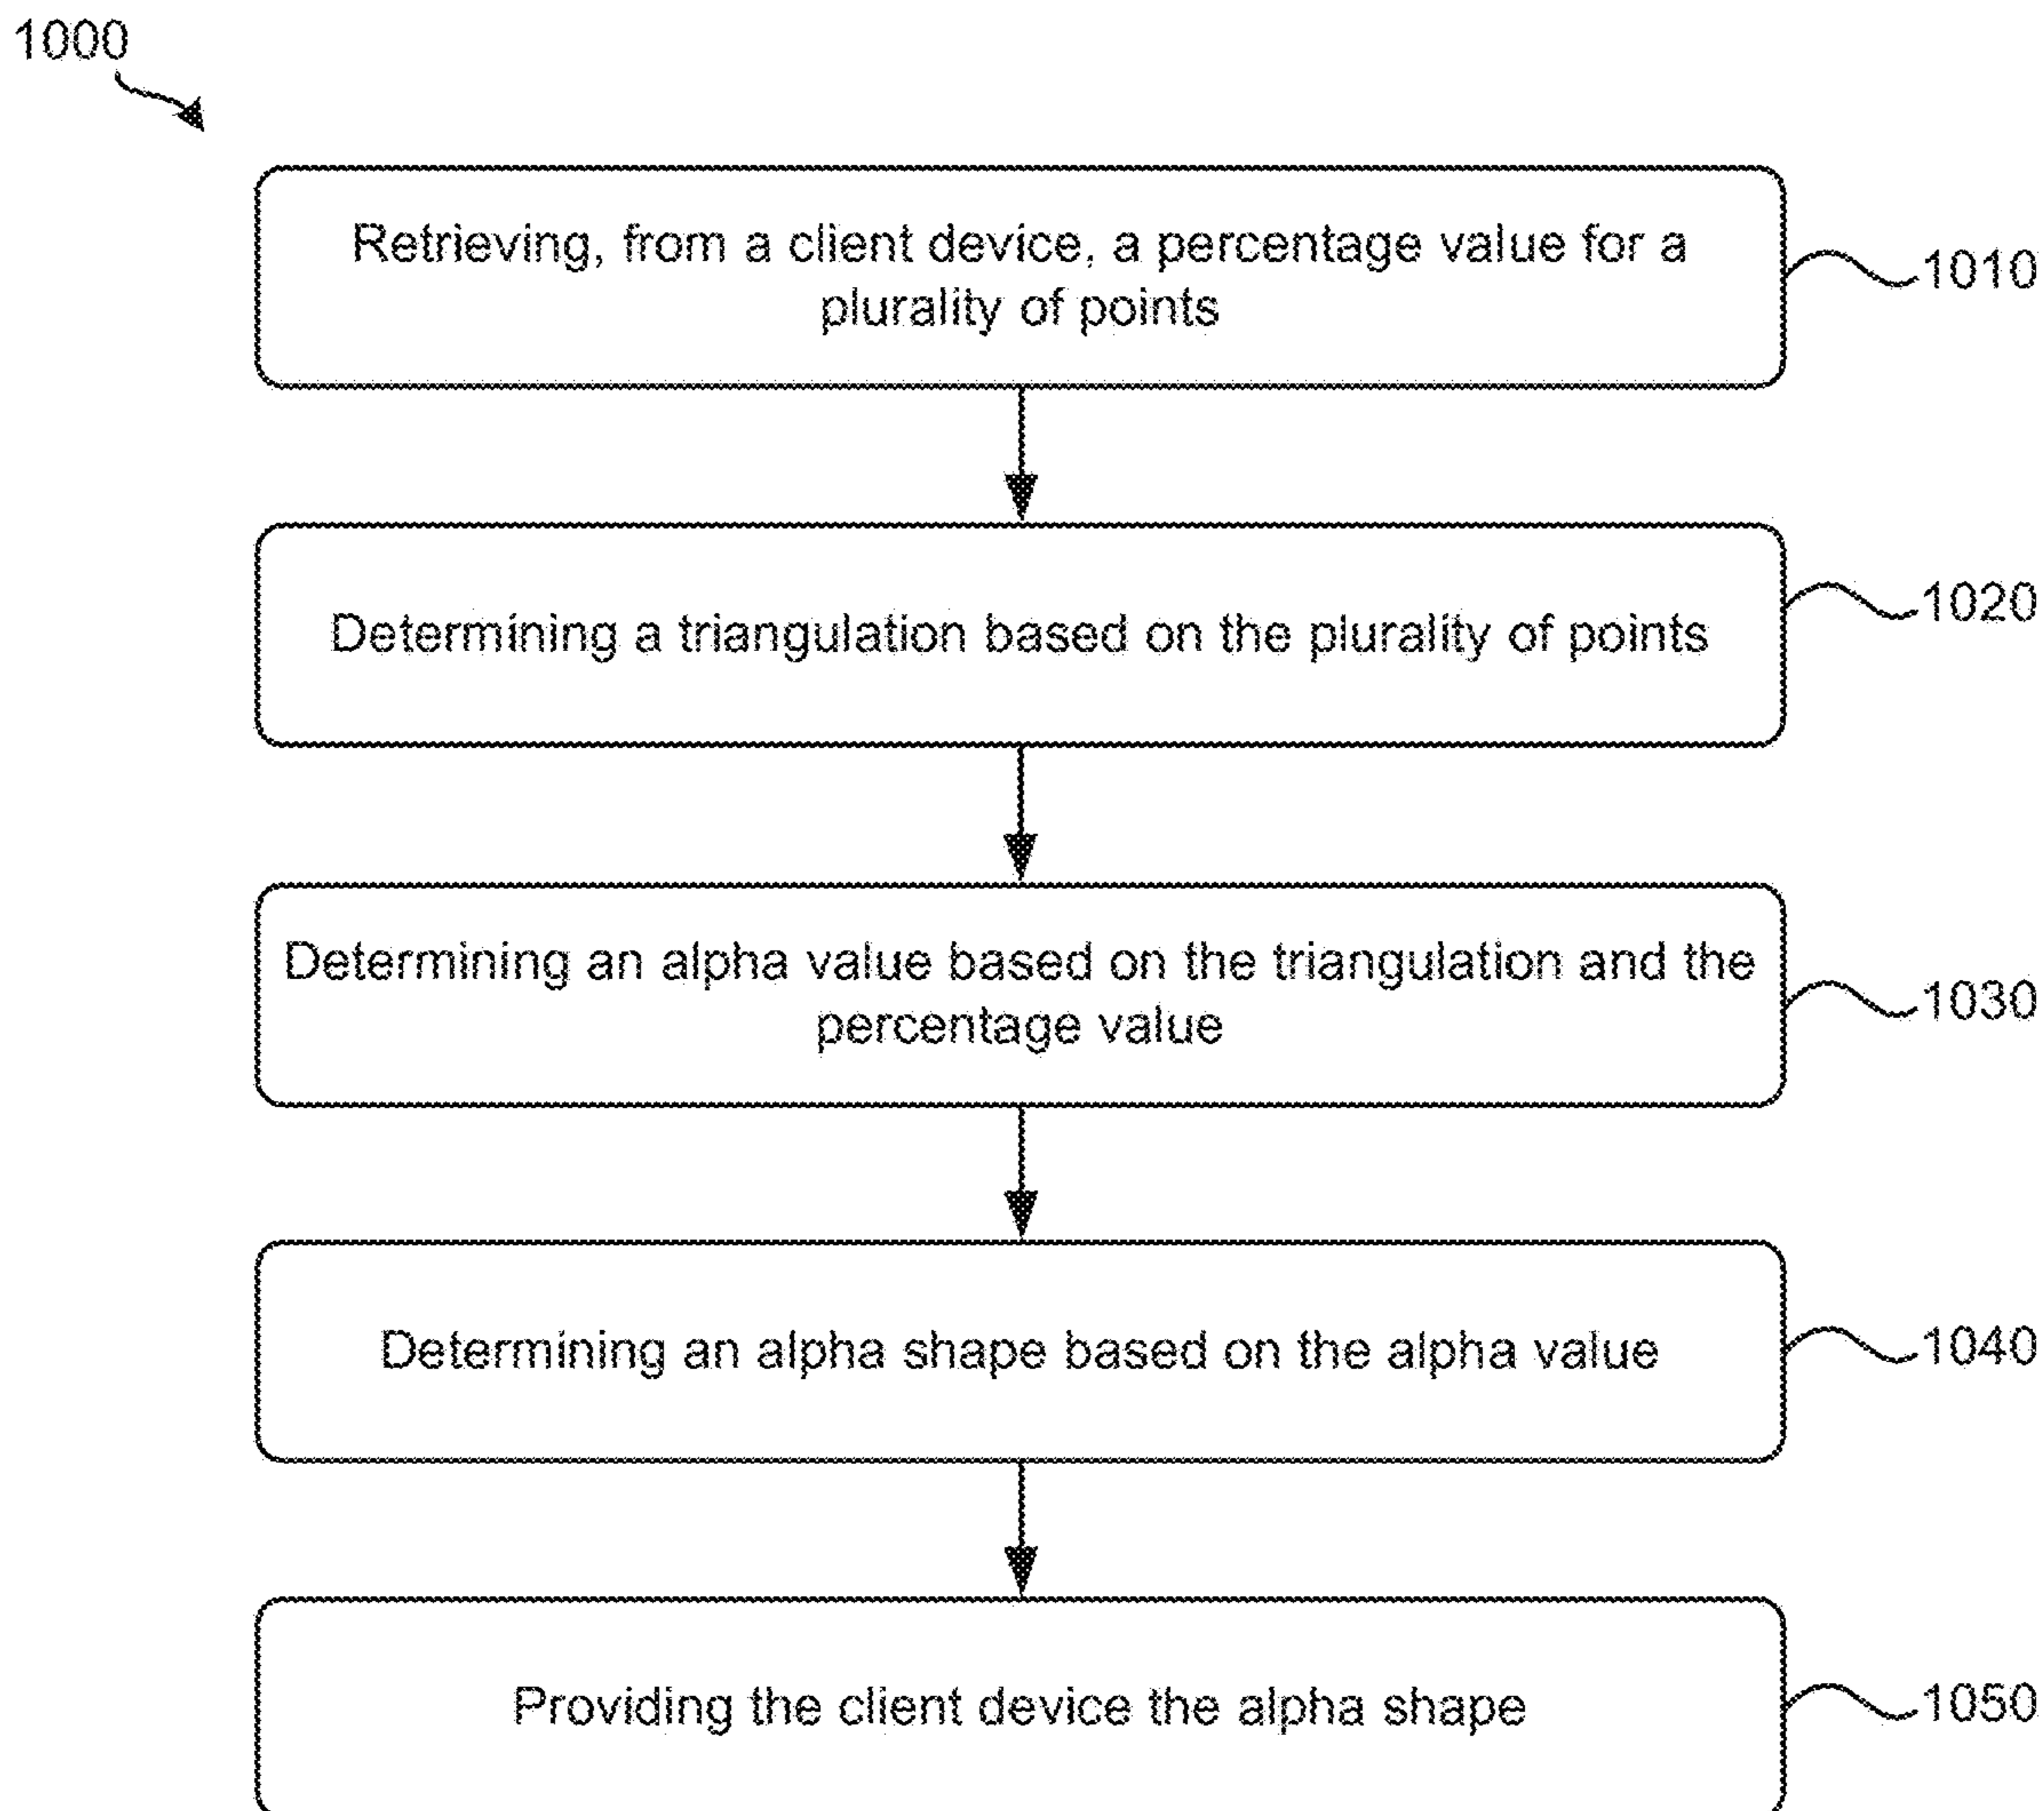 1000
Retrieving, from a client device, a percentage value for a
plurality of points
1010
Determining a triangulation based on the plurality of points
1020
Determining an alpha value based on the triangulation and the
percentage value
1030
Determining an alpha shape based on the alpha value
1040
Providing the client device the alpha shape
1050